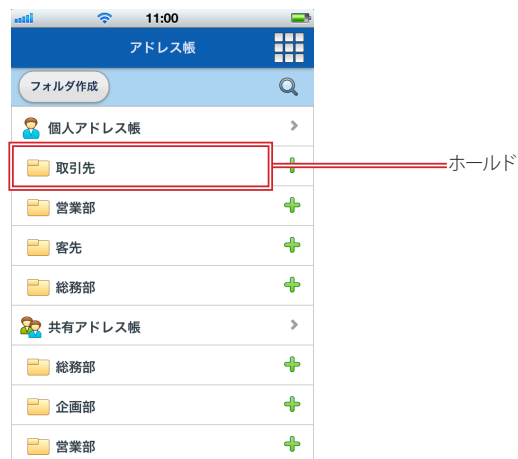 11:00
アドレス帳
フォルダ作成
個人アドレス帳
取引先
ホールド
営業部
客先
総務部
共有アドレス帳
総務部
企画部
営業部